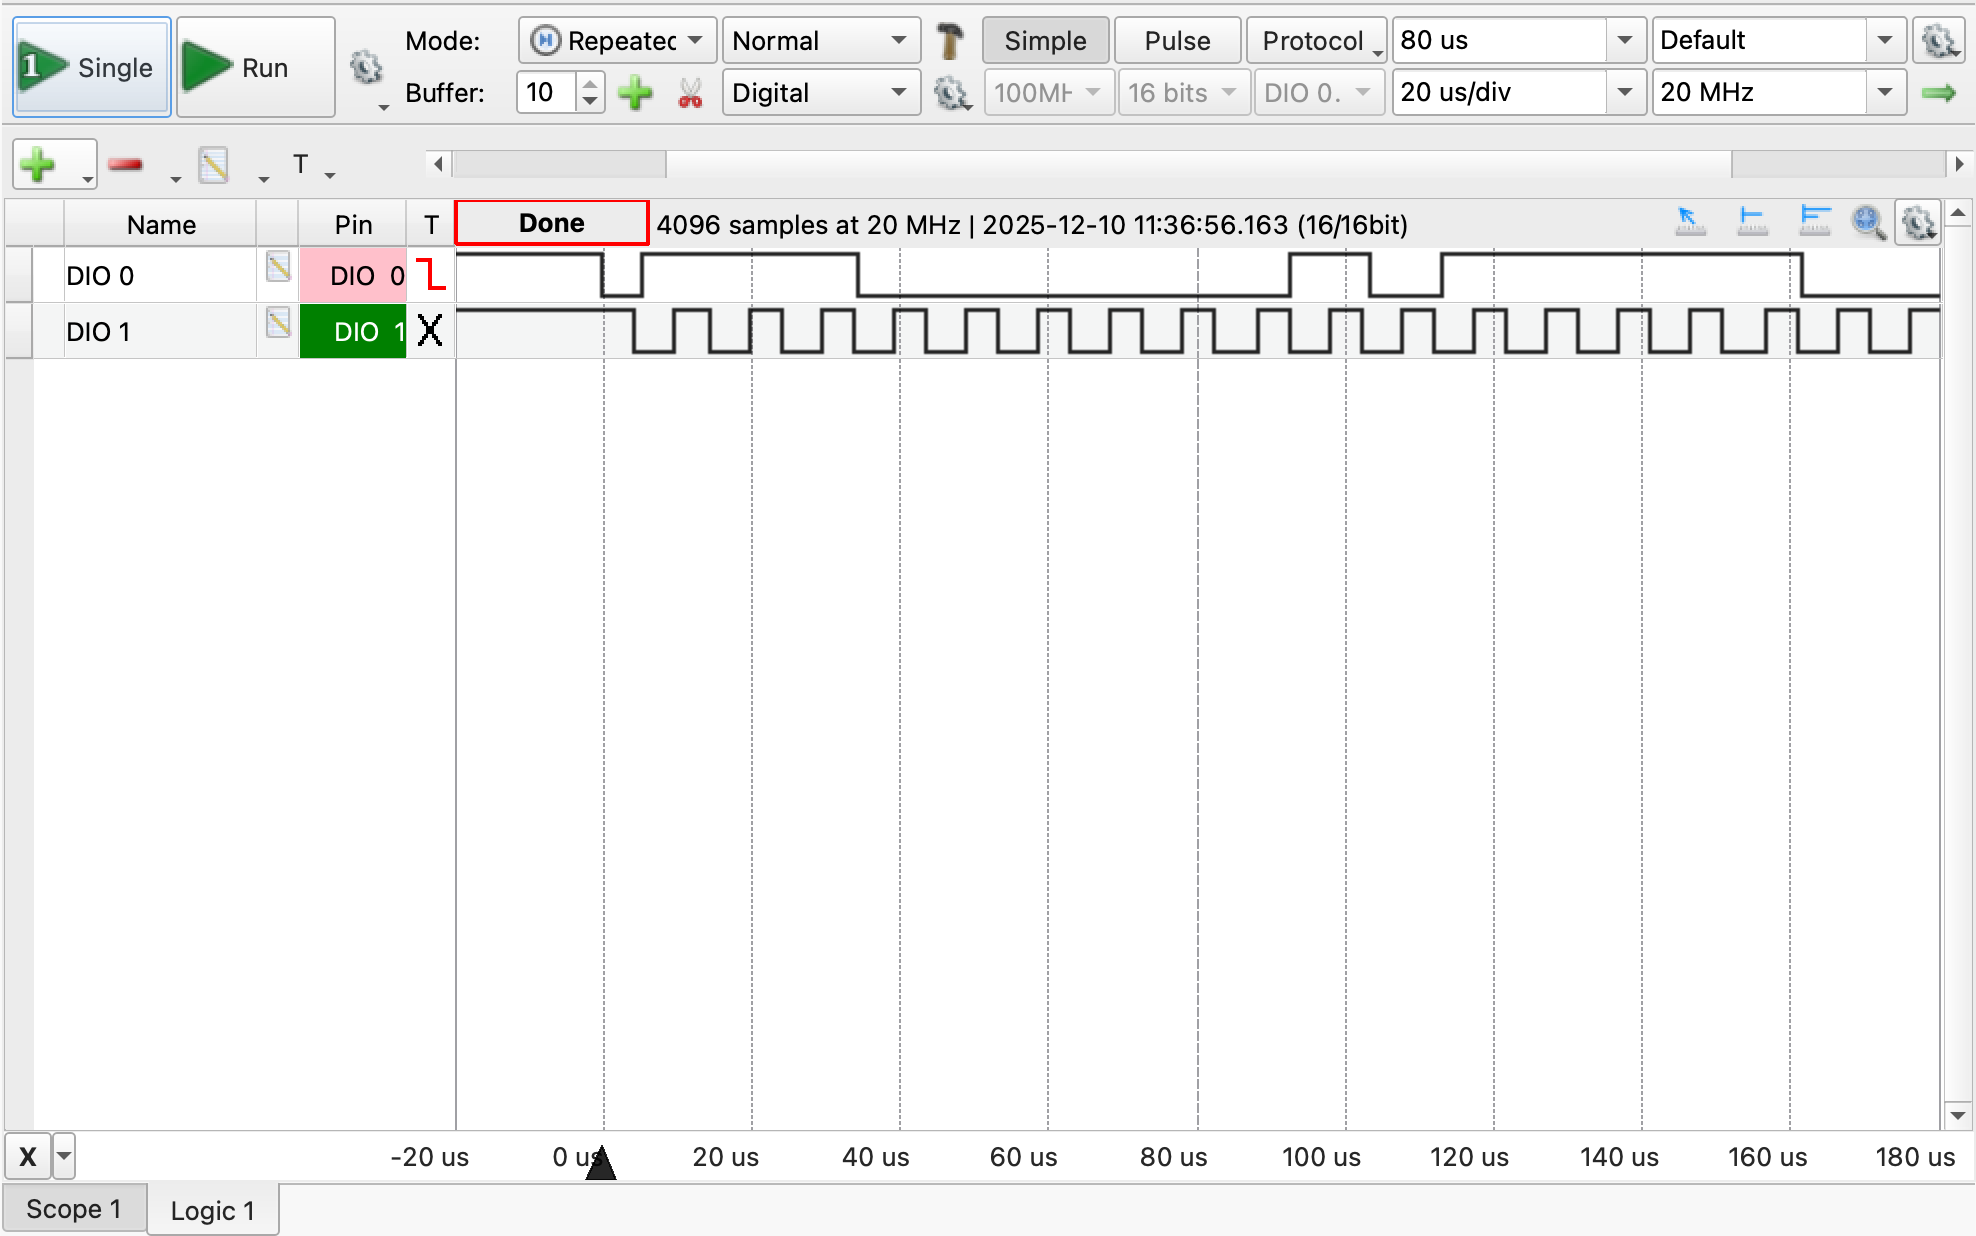 1 Single Run Mode: Repeated Normal Simple Pulse Protocol 80 us Default
Buffer: 10 Digital 100MH 16 bits DIO 0. 20 us/div 20 MHz
T
Name Pin T Done 4096 samples at 20 MHz | 2025-12-10 11:36:56.163 (16/16bit)
DIO 0 DIO 0
DIO 1 DIO 1 X
X -20 us 0 us 20 us 40 us 60 us 80 us 100 us 120 us 140 us 160 us 180 us
Scope 1 Logic 1